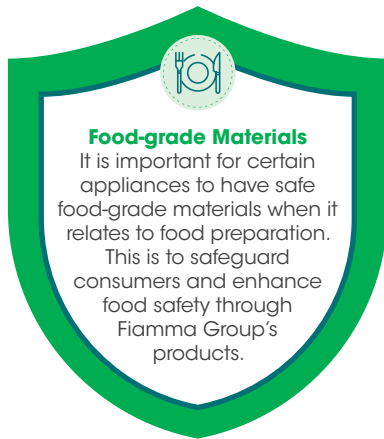 Food-grade Materials
It is important for certain
appliances to have safe
food-grade materials when it
relates to food preparation.
This is to safeguard
consumers and enhance
food safety through
Fiamma Group's
products.